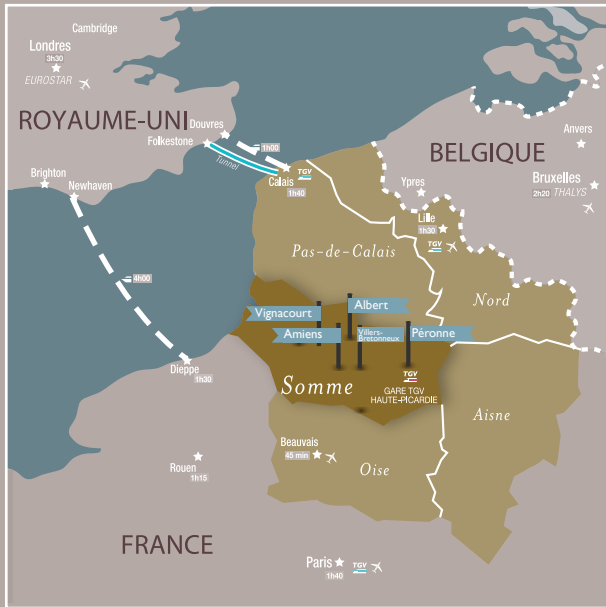 Cambridge
Londres
3h30
EUROSTAR
ROYAUME-UNI
Douvres
Folkestone
1h00
Tunnel
Calais
TGV
1h40
Brighton
Newhaven
4h00
Dieppe
1h30
BELGIQUE
Anvers
Bruxelles
2h20 THALYS
Ypres
Lille
1h30
TGV
Pas-de-Calais
Nord
Vignacourt
Albert
Amiens
Villers-
Bretonneux
Péronne
Somme
TGV
GARE TGV
HAUTE-PICARDIE
Aisne
Beauvais
45 min
Oise
Rouen
1h15
FRANCE
Paris
TGV
1h40